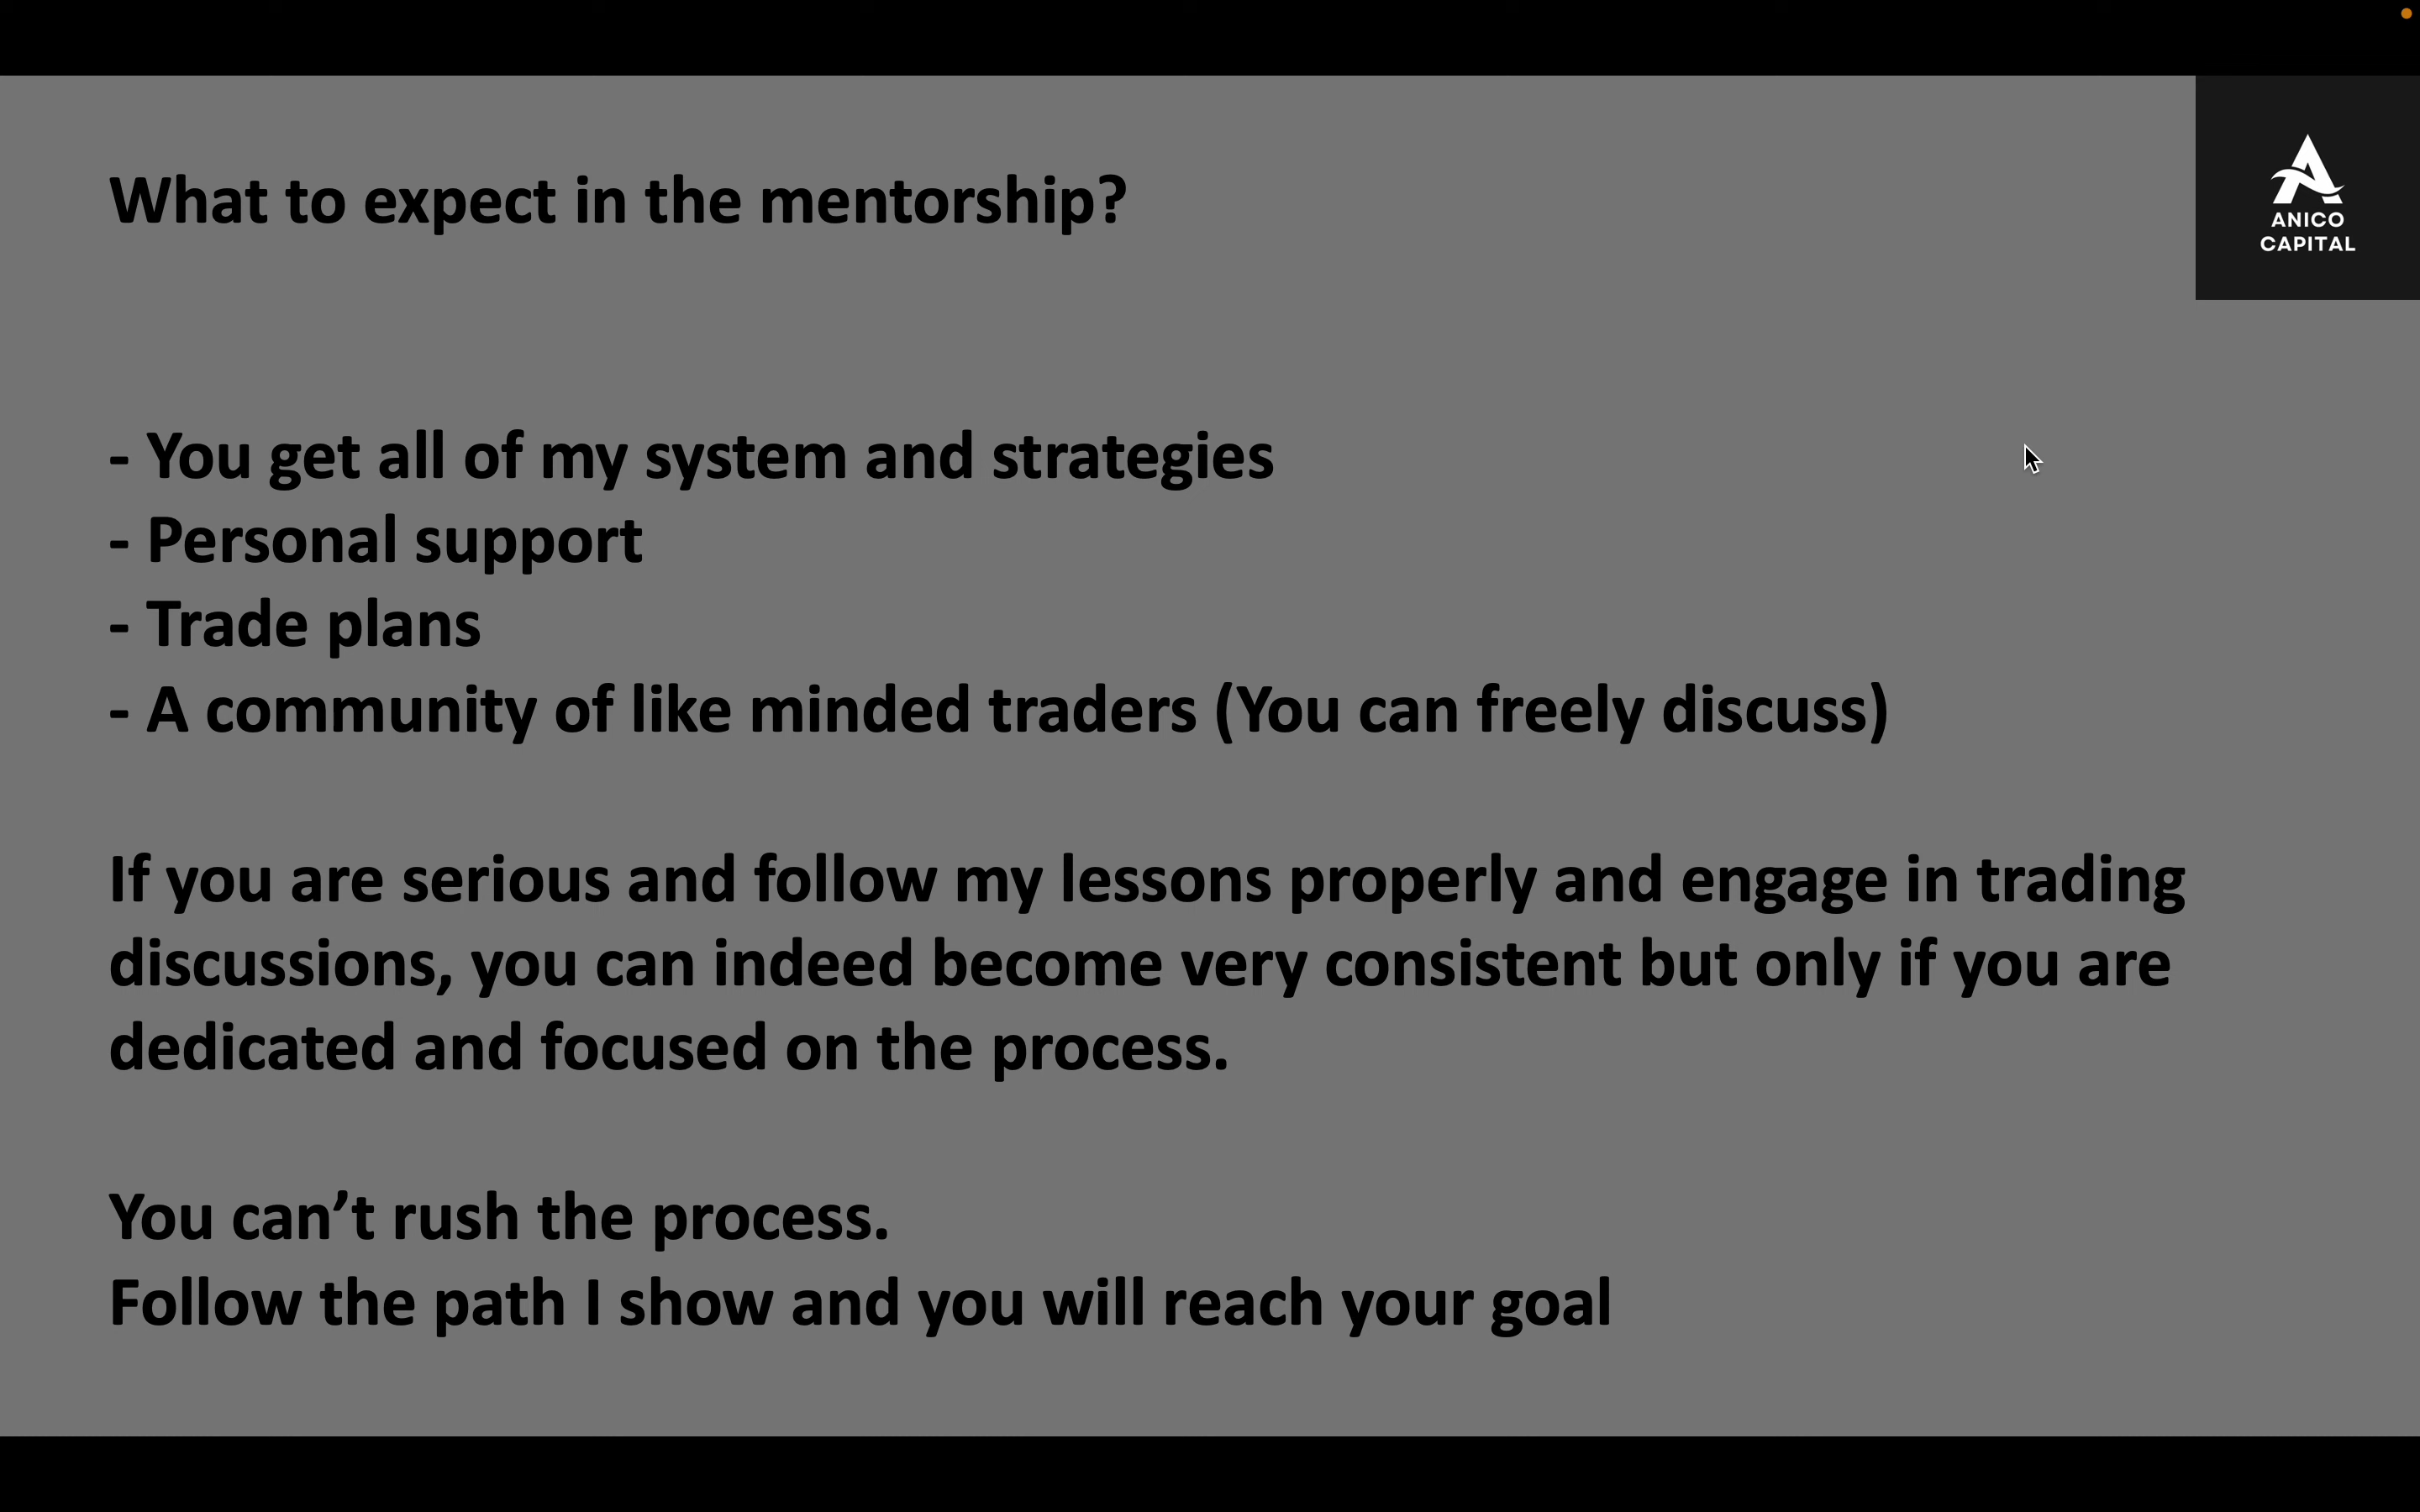 What to expect in the mentorship?
ANICO
CAPITAL
- You get all of my system and strategies
- Personal support
- Trade plans
- A community of like minded traders (You can freely discuss)
If you are serious and follow my lessons properly and engage in trading
discussions, you can indeed become very consistent but only if you are
dedicated and focused on the process.
You can’t rush the process.
Follow the path I show and you will reach your goal